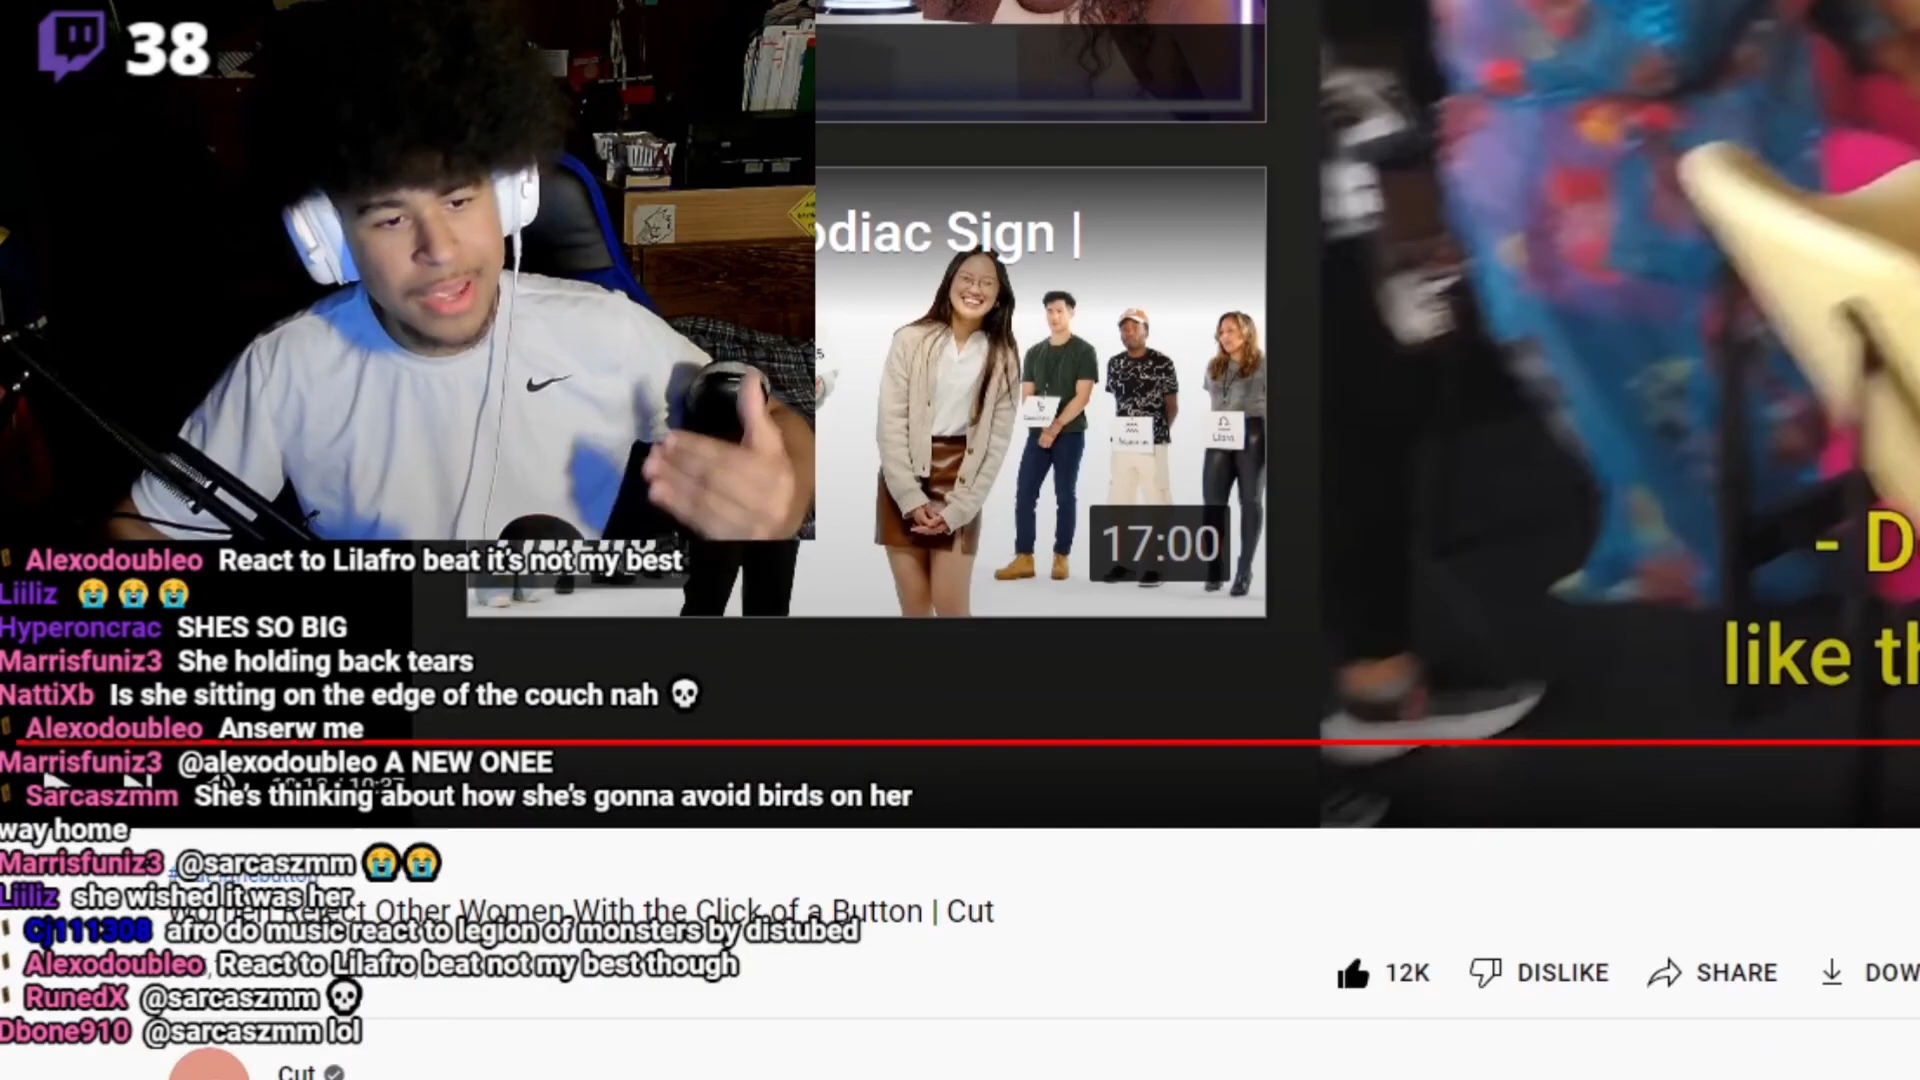 38
odiac Sign |
Libra
17:00
- D
like th
Alexodoubleo React to Lilafro beat it's not my best
Liiliz 😭 😭 😭
Hyperoncrac SHES SO BIG
Marrisfuniz3 She holding back tears
NattiXb Is she sitting on the edge of the couch nah 💀
Alexodoubleo Anserw me
Marrisfuniz3 @alexodoubleo A NEW ONEE
Sarcaszmm She's thinking about how she's gonna avoid birds on her
way home
Marrisfuniz3 @sarcaszmm 😭😭
Liiliz she wished it was her
Women Reject Other Women With the Click of a Button | Cut
Cj111308 afro do music react to legion of monsters by distubed
Alexodoubleo React to Lilafro beat not my best though
12K DISLIKE SHARE DOW
RunedX @sarcaszmm 💀
Dbone910 @sarcaszmm lol
Cut